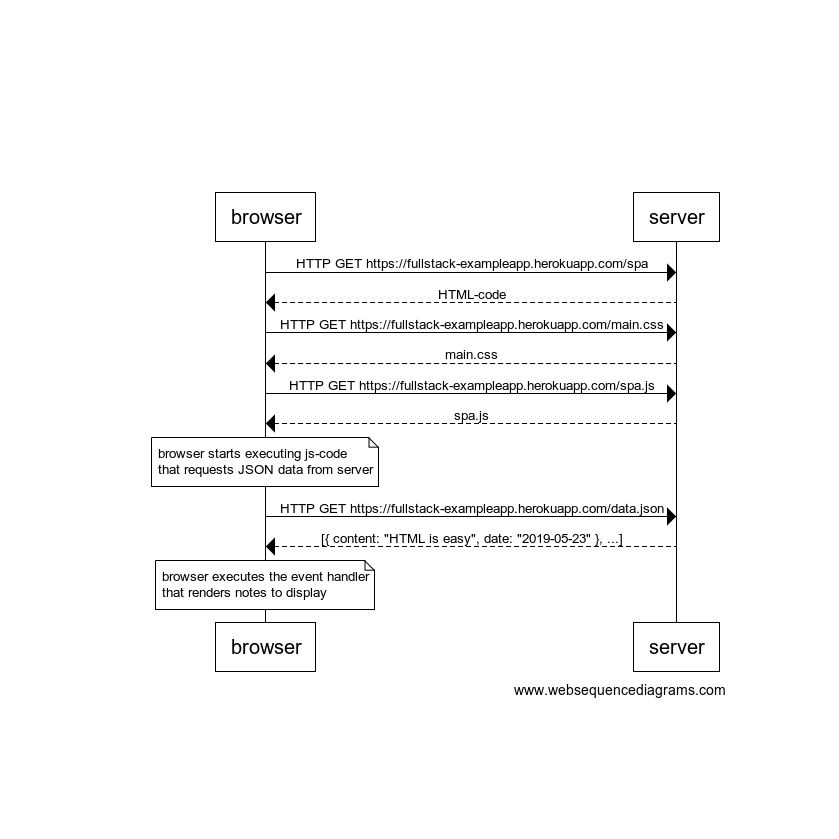 browser
server
HTTP GET https://fullstack-exampleapp.herokuapp.com/spa
HTML-code
HTTP GET https://fullstack-exampleapp.herokuapp.com/main.css
main.css
HTTP GET https://fullstack-exampleapp.herokuapp.com/spa.js
spa.js
browser starts executing js-code
that requests JSON data from server
HTTP GET https://fullstack-exampleapp.herokuapp.com/data.json
[{ content: "HTML is easy", date: "2019-05-23" }, ...]
browser executes the event handler
that renders notes to display
browser
server
www.websequencediagrams.com